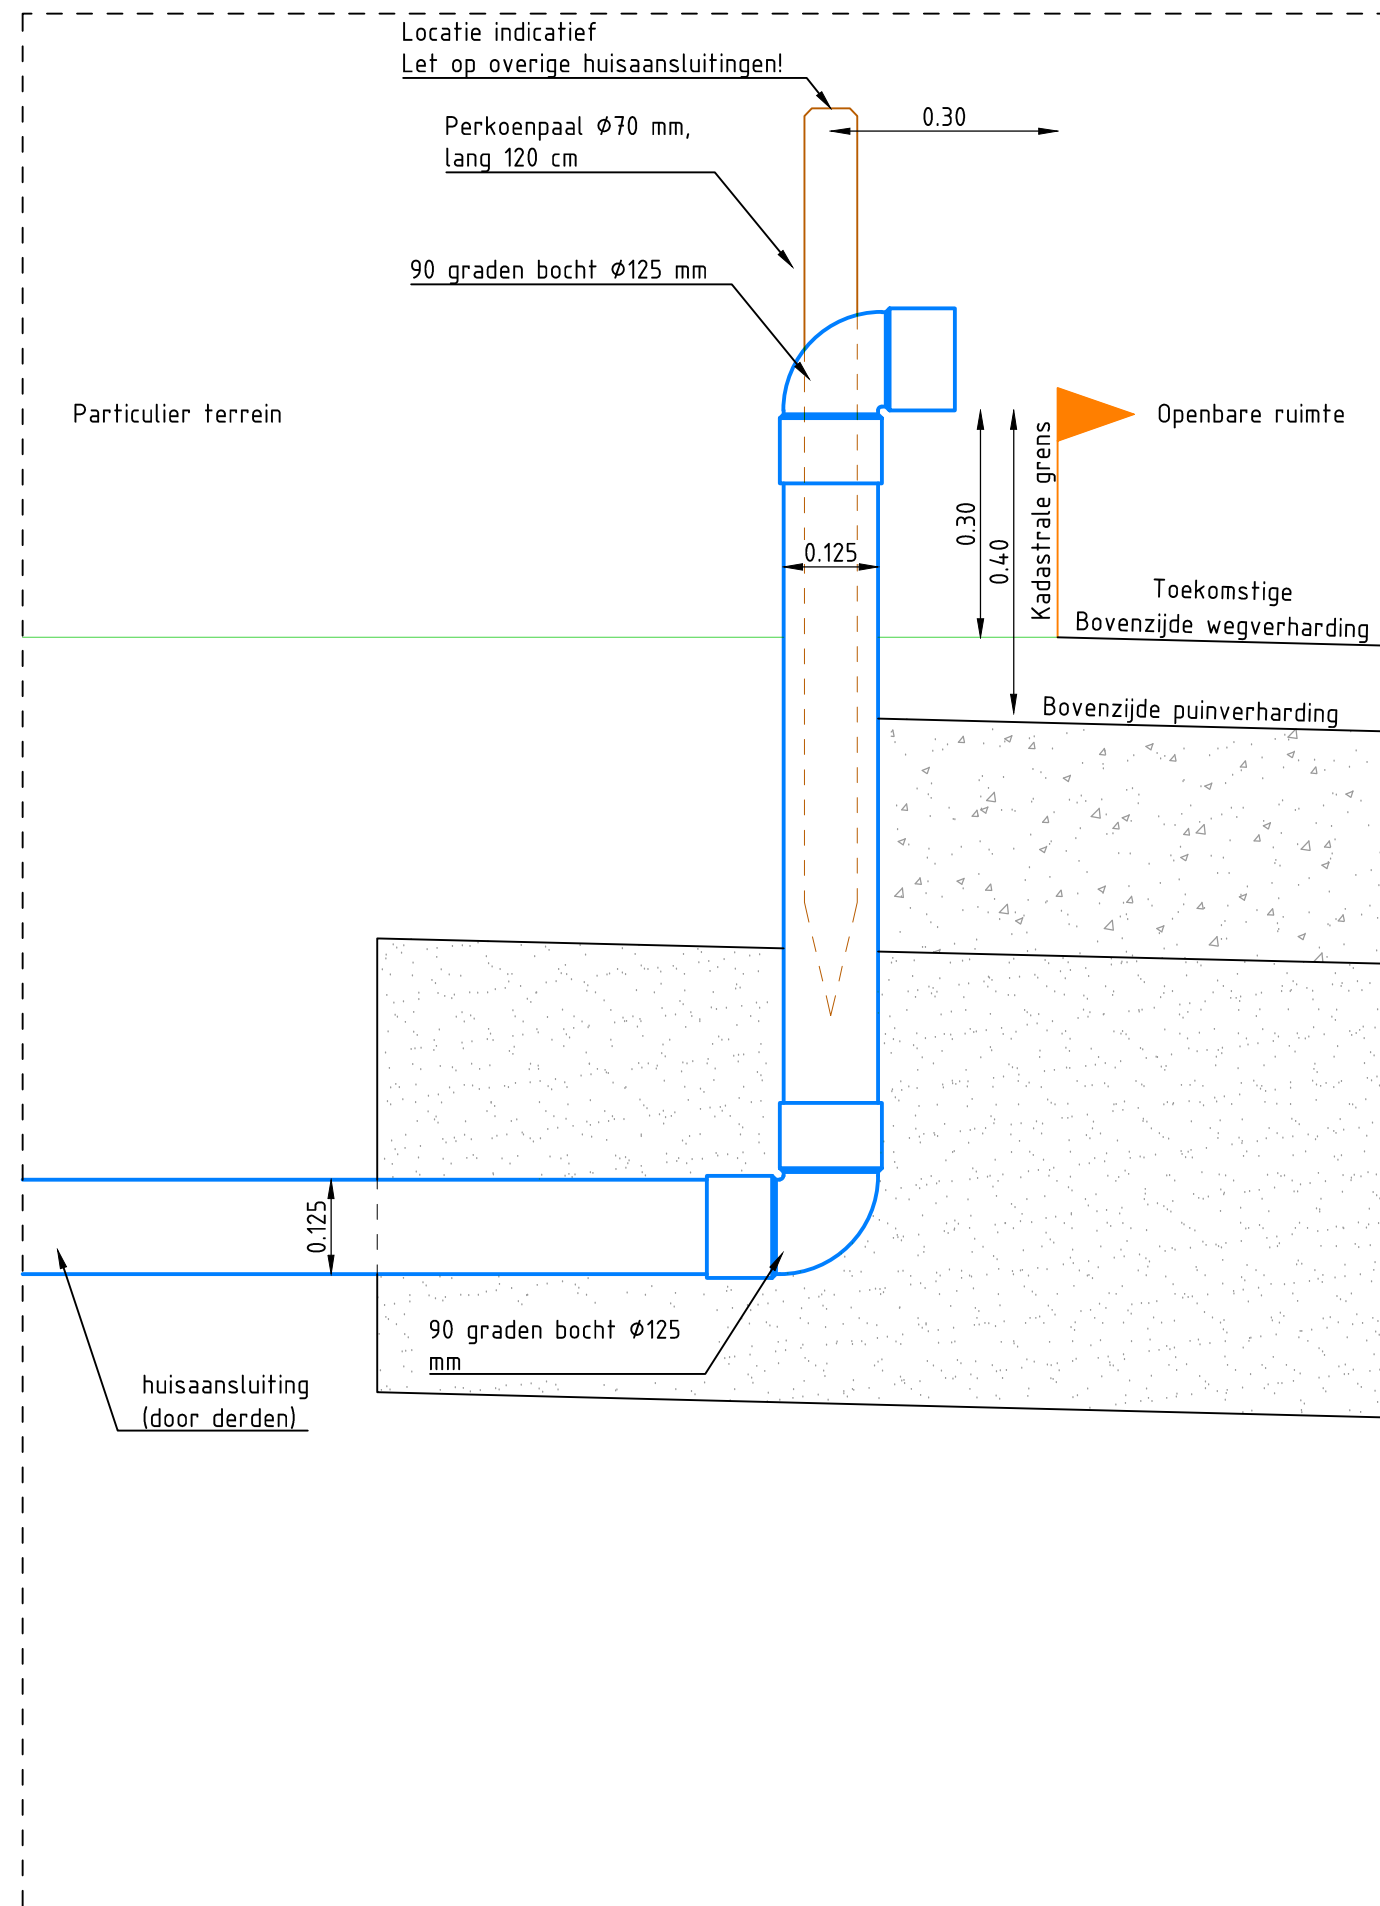 Locatie indicatief
Let op overige huisaansluitingen!
Perkoenpaal Ø70 mm,
lang 120 cm
0.30
90 graden bocht Ø125 mm
Particulier terrein
Openbare ruimte
Kadastrale grens
0.30
0.40
0.125
Toekomstige
Bovenzijde wegverharding
Bovenzijde puinverharding
0.125
90 graden bocht Ø125
mm
huisaansluiting
(door derden)